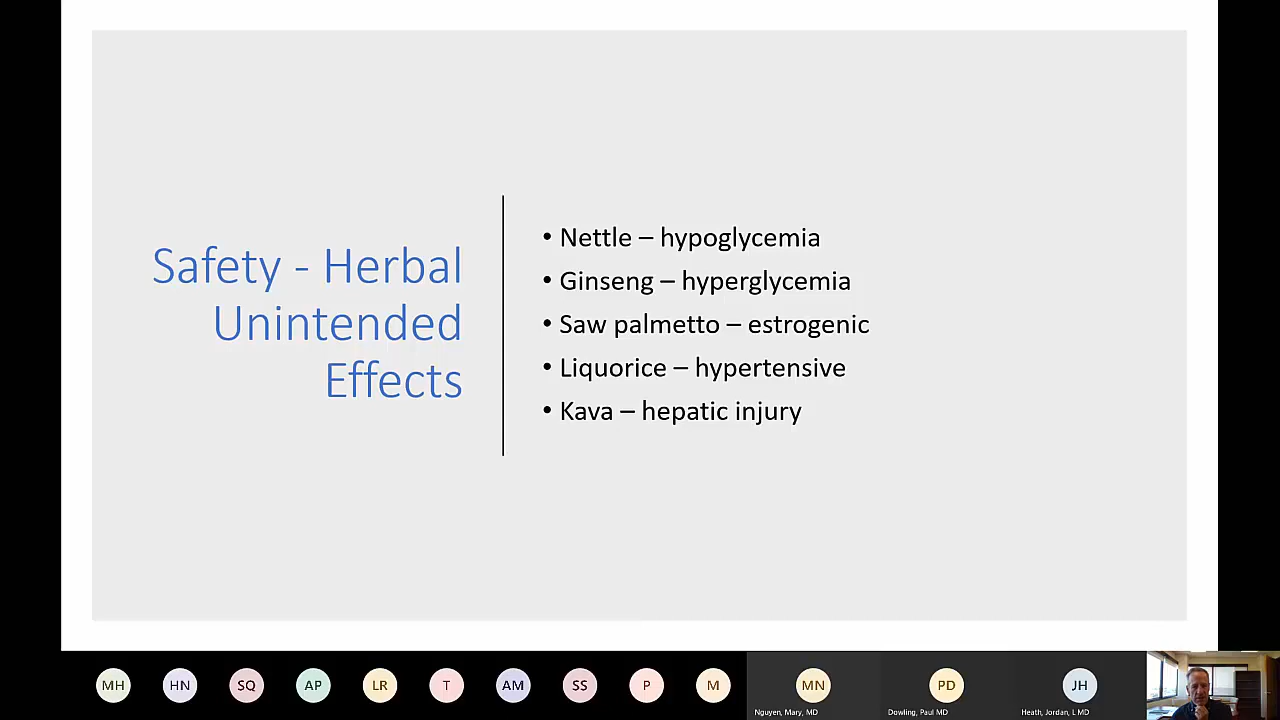 Safety - Herbal
Unintended
Effects
• Nettle – hypoglycemia
• Ginseng – hyperglycemia
• Saw palmetto – estrogenic
• Liquorice – hypertensive
• Kava – hepatic injury
MH HN SQ AP LR T AM SS P M MN PD JH
Nguyen, Mary, MD Dowling, Paul MD Heath, Jordan, L MD